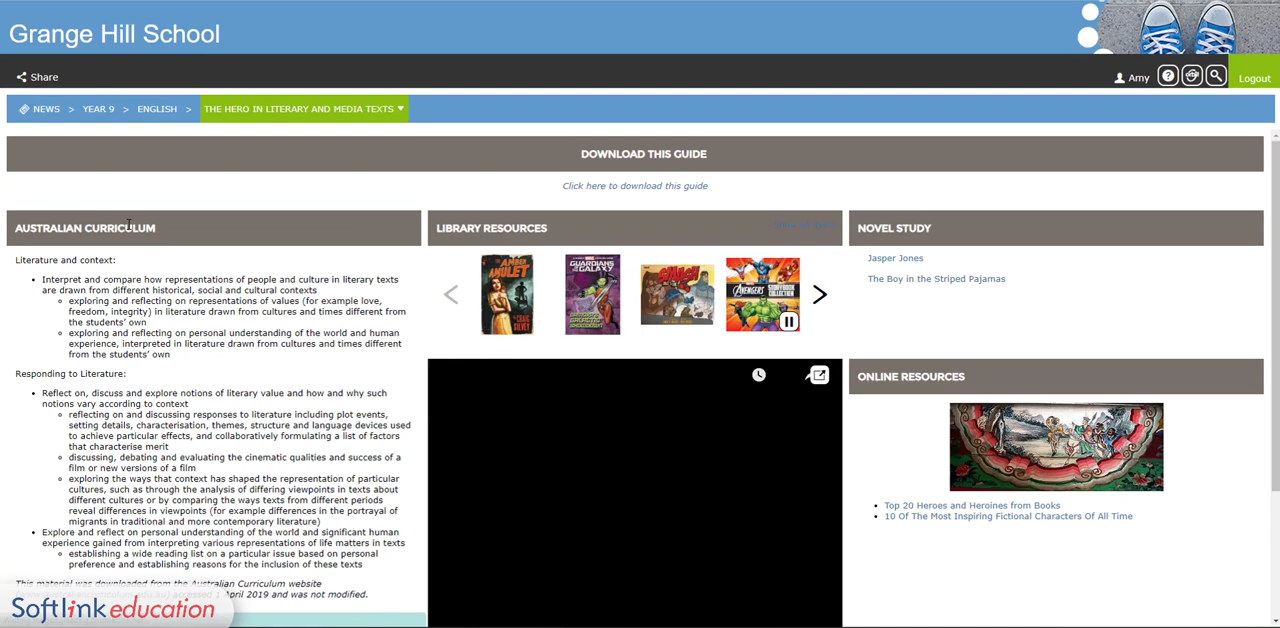 Grange Hill School
Share
Amy
Logout
NEWS > YEAR 9 > ENGLISH > THE HERO IN LITERARY AND MEDIA TEXTS
DOWNLOAD THIS GUIDE
Click here to download this guide
AUSTRALIAN CURRICULUM
Literature and context:
Interpret and compare how representations of people and culture in literary texts
are drawn from different historical, social and cultural contexts
exploring and reflecting on representations of values (for example love,
freedom, integrity) in literature drawn from cultures and times different from
the students' own
exploring and reflecting on personal understanding of the world and human
experience, interpreted in literature drawn from cultures and times different
from the students' own
Responding to Literature:
Reflect on, discuss and explore notions of literary value and how and why such
notions vary according to context
reflecting on and discussing responses to literature including plot events,
setting details, characterisation, themes, structure and language devices used
to achieve particular effects, and collaboratively formulating a list of factors
that characterise merit
discussing, debating and evaluating the cinematic qualities and success of a
film or new versions of a film
exploring the ways that context has shaped the representation of particular
cultures, such as through the analysis of differing viewpoints in texts about
different cultures or by comparing the ways texts from different periods
reveal differences in viewpoints (for example differences in the portrayal of
migrants in traditional and more contemporary literature)
Explore and reflect on personal understanding of the world and significant human
experience gained from interpreting various representations of life matters in texts
establishing a wide reading list on a particular issue based on personal
preference and establishing reasons for the inclusion of these texts
This material was downloaded from the Australian Curriculum website
accessed 1 April 2019 and was not modified.
Softlink education
LIBRARY RESOURCES
THE AMBER AMULET
CRAIG SILVEY
GUARDIANS GALAXY
AVENGERS
STORYBOOK COLLECTION
NOVEL STUDY
Jasper Jones
The Boy in the Striped Pajamas
ONLINE RESOURCES
Top 20 Heroes and Heroines from Books
10 Of The Most Inspiring Fictional Characters Of All Time